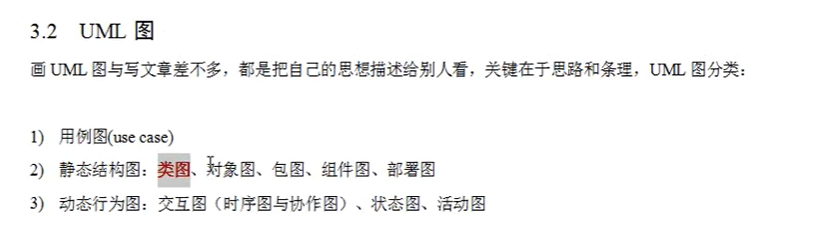 3.2 UML 图
画 UML 图与写文章差不多，都是把自己的思想描述给别人看，关键在于思路和条理，UML 图分类：
1) 用例图(use case)
2) 静态结构图：类图、对象图、包图、组件图、部署图
3) 动态行为图：交互图（时序图与协作图）、状态图、活动图